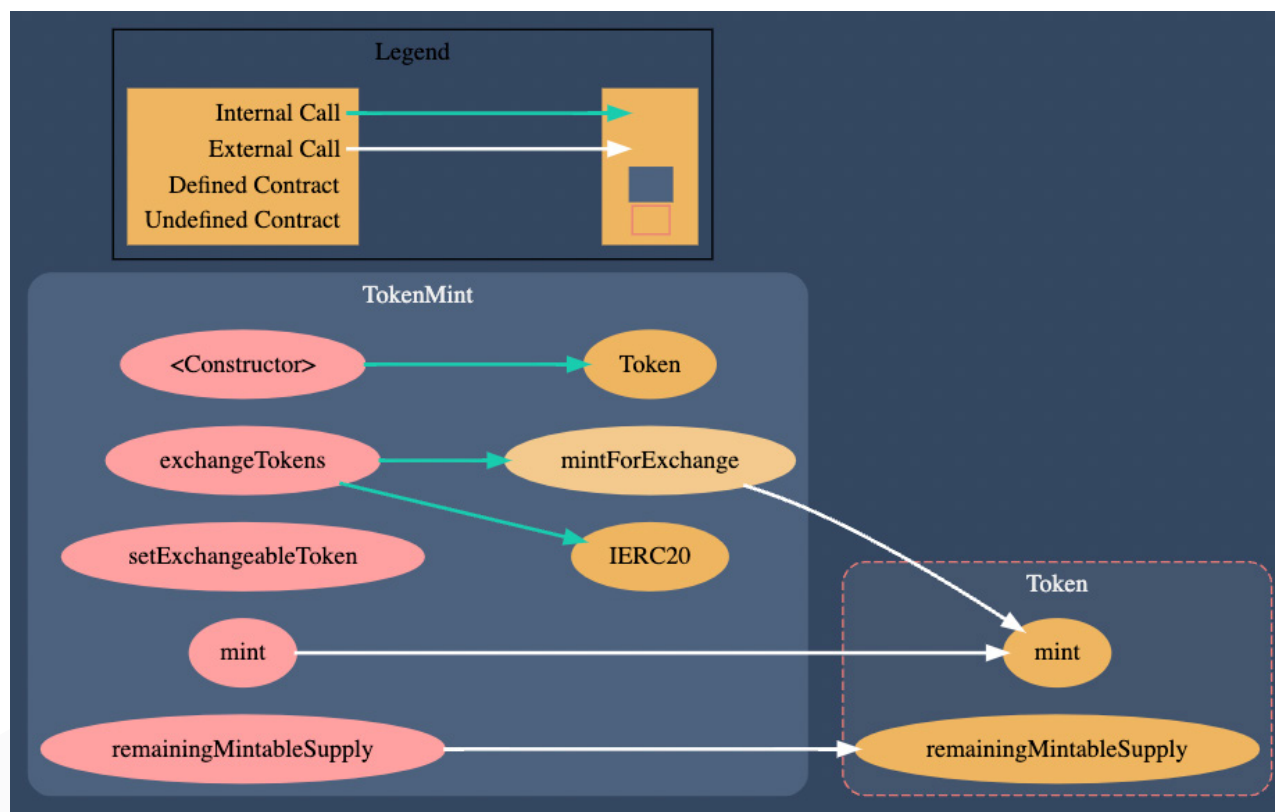 Legend
Internal Call
External Call
Defined Contract
Undefined Contract
TokenMint
<Constructor>
Token
exchangeTokens
mintForExchange
setExchangeableToken
IERC20
Token
mint
mint
remainingMintableSupply
remainingMintableSupply